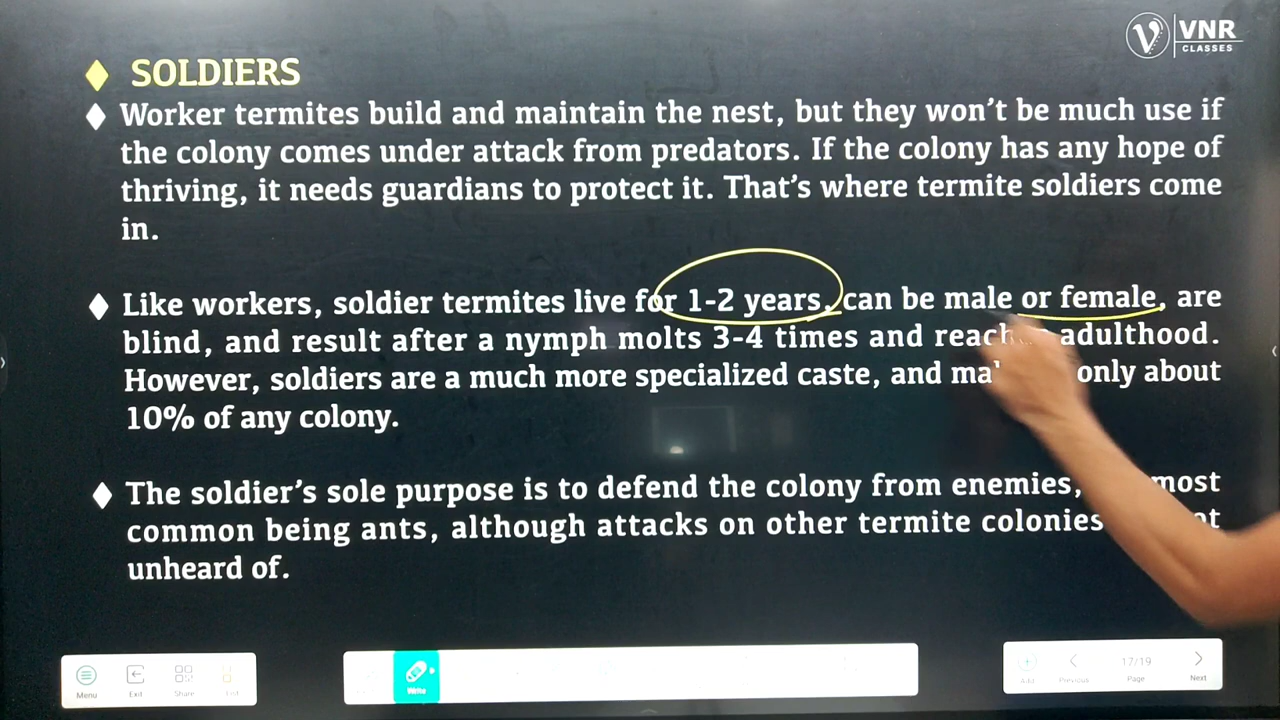 VNR
CLASSES
SOLDIERS
Worker termites build and maintain the nest, but they won't be much use if
the colony comes under attack from predators. If the colony has any hope of
thriving, it needs guardians to protect it. That's where termite soldiers come
in.
Like workers, soldier termites live for 1-2 years, can be male or female, are
blind, and result after a nymph molts 3-4 times and adulthood.
However, soldiers are a much more specialized caste, and only about
10% of any colony.
The soldier's sole purpose is to defend the colony from enemies, most
common being ants, although attacks on other termite colonies
unheard of.
Menu
Exit
Share
Write
Add
Previous
17/19
Page
Next